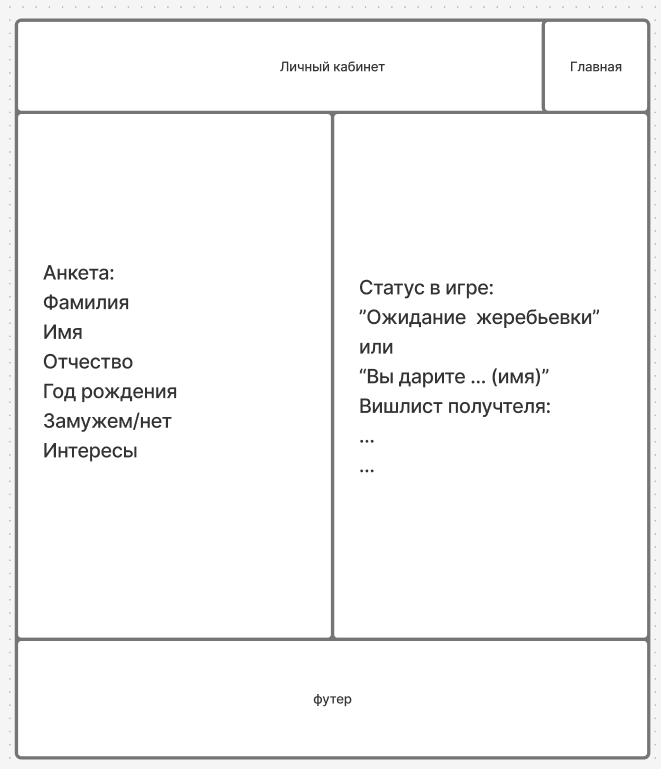 Личный кабинет
Главная
Анкета:
Фамилия
Имя
Отчество
Год рождения
Замужем/нет
Интересы
Статус в игре:
”Ожидание  жеребьевки”
или
“Вы дарите ... (имя)”
Вишлист получтеля:
...
...
футер